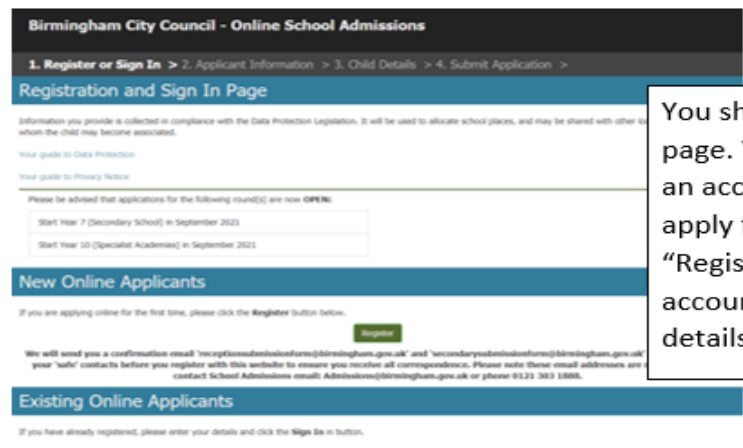 Birmingham City Council - Online School Admissions
1. Register or Sign In > 2. Applicant Information > 3. Child Details > 4. Submit Application >
Registration and Sign In Page
Information you provide is collected in compliance with the Data Protection Legislation. It will be used to allocate school places, and may be shared with other
whom the child may become associated.
Your guide to Data Protection
Your guide to Privacy Notice
Please be advised that applications for the following round(s) are now OPEN:
Start Year 7 (Secondary School) in September 2021
Start Year 10 (Specialist Academies) in September 2021
New Online Applicants
If you are applying online for the first time, please click the Register button below.
Register
We will send you a confirmation email 'receptionsubmissionform@birmingham.gov.uk' and 'secondarysubmissionform@birmingham.gov.uk'
your 'safe' contacts before you register with this website to ensure you receive all correspondence. Please note these email addresses are
contact School Admissions email: Admissions@birmingham.gov.uk or phone 0121 303 1888.
Existing Online Applicants
If you have already registered, please enter your details and click the Sign In in button.
You sh
page.
an acc
apply
"Regis
accou
details